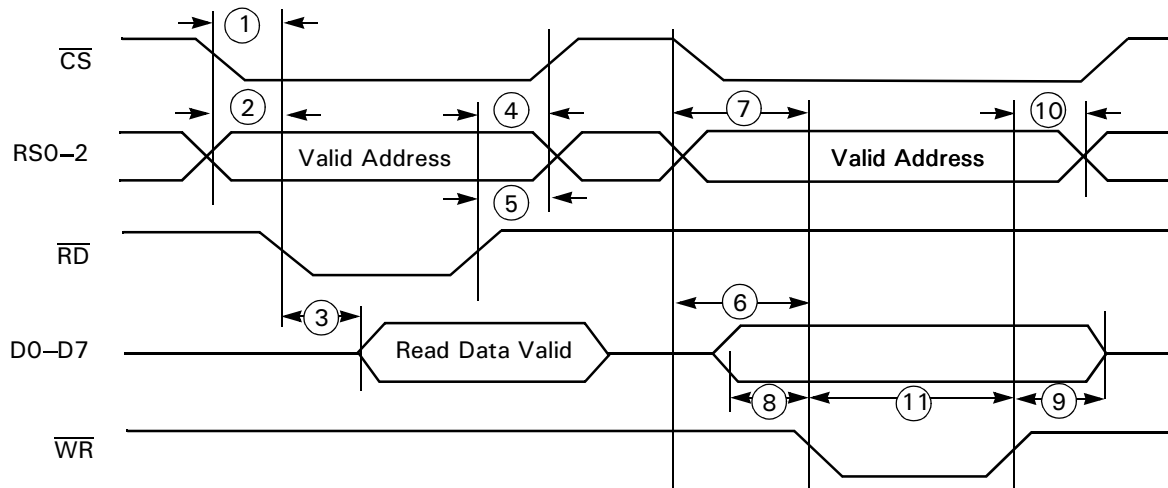 1
CS
2
4
7
10
RS0–2
Valid Address
Valid Address
5
RD
6
3
D0–D7
Read Data Valid
8
11
9
WR